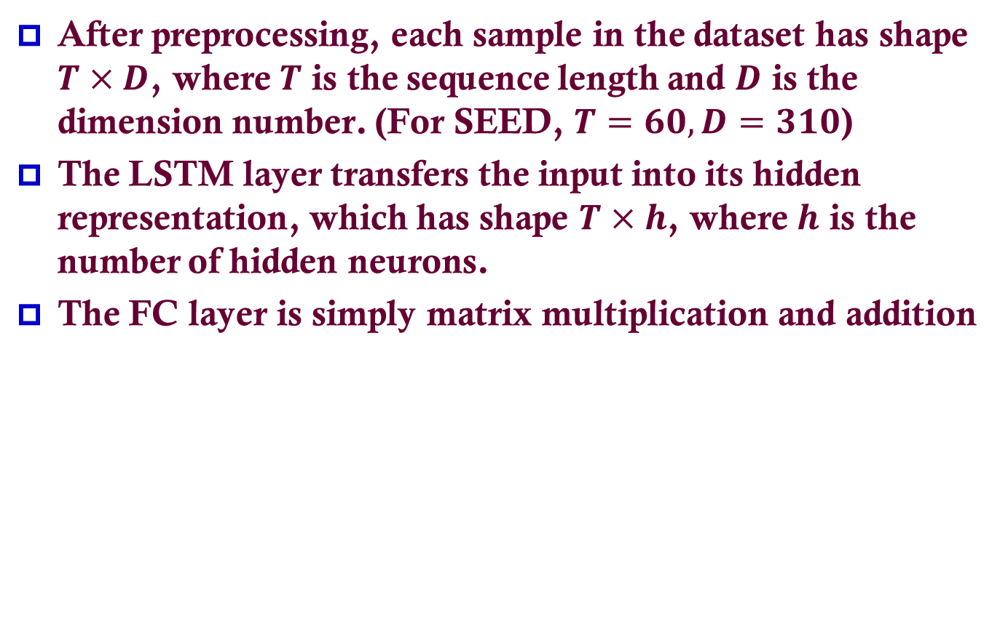 After preprocessing, each sample in the dataset has shape
T × D, where T is the sequence length and D is the
dimension number. (For SEED, T = 60, D = 310)
The LSTM layer transfers the input into its hidden
representation, which has shape T × h, where h is the
number of hidden neurons.
The FC layer is simply matrix multiplication and addition